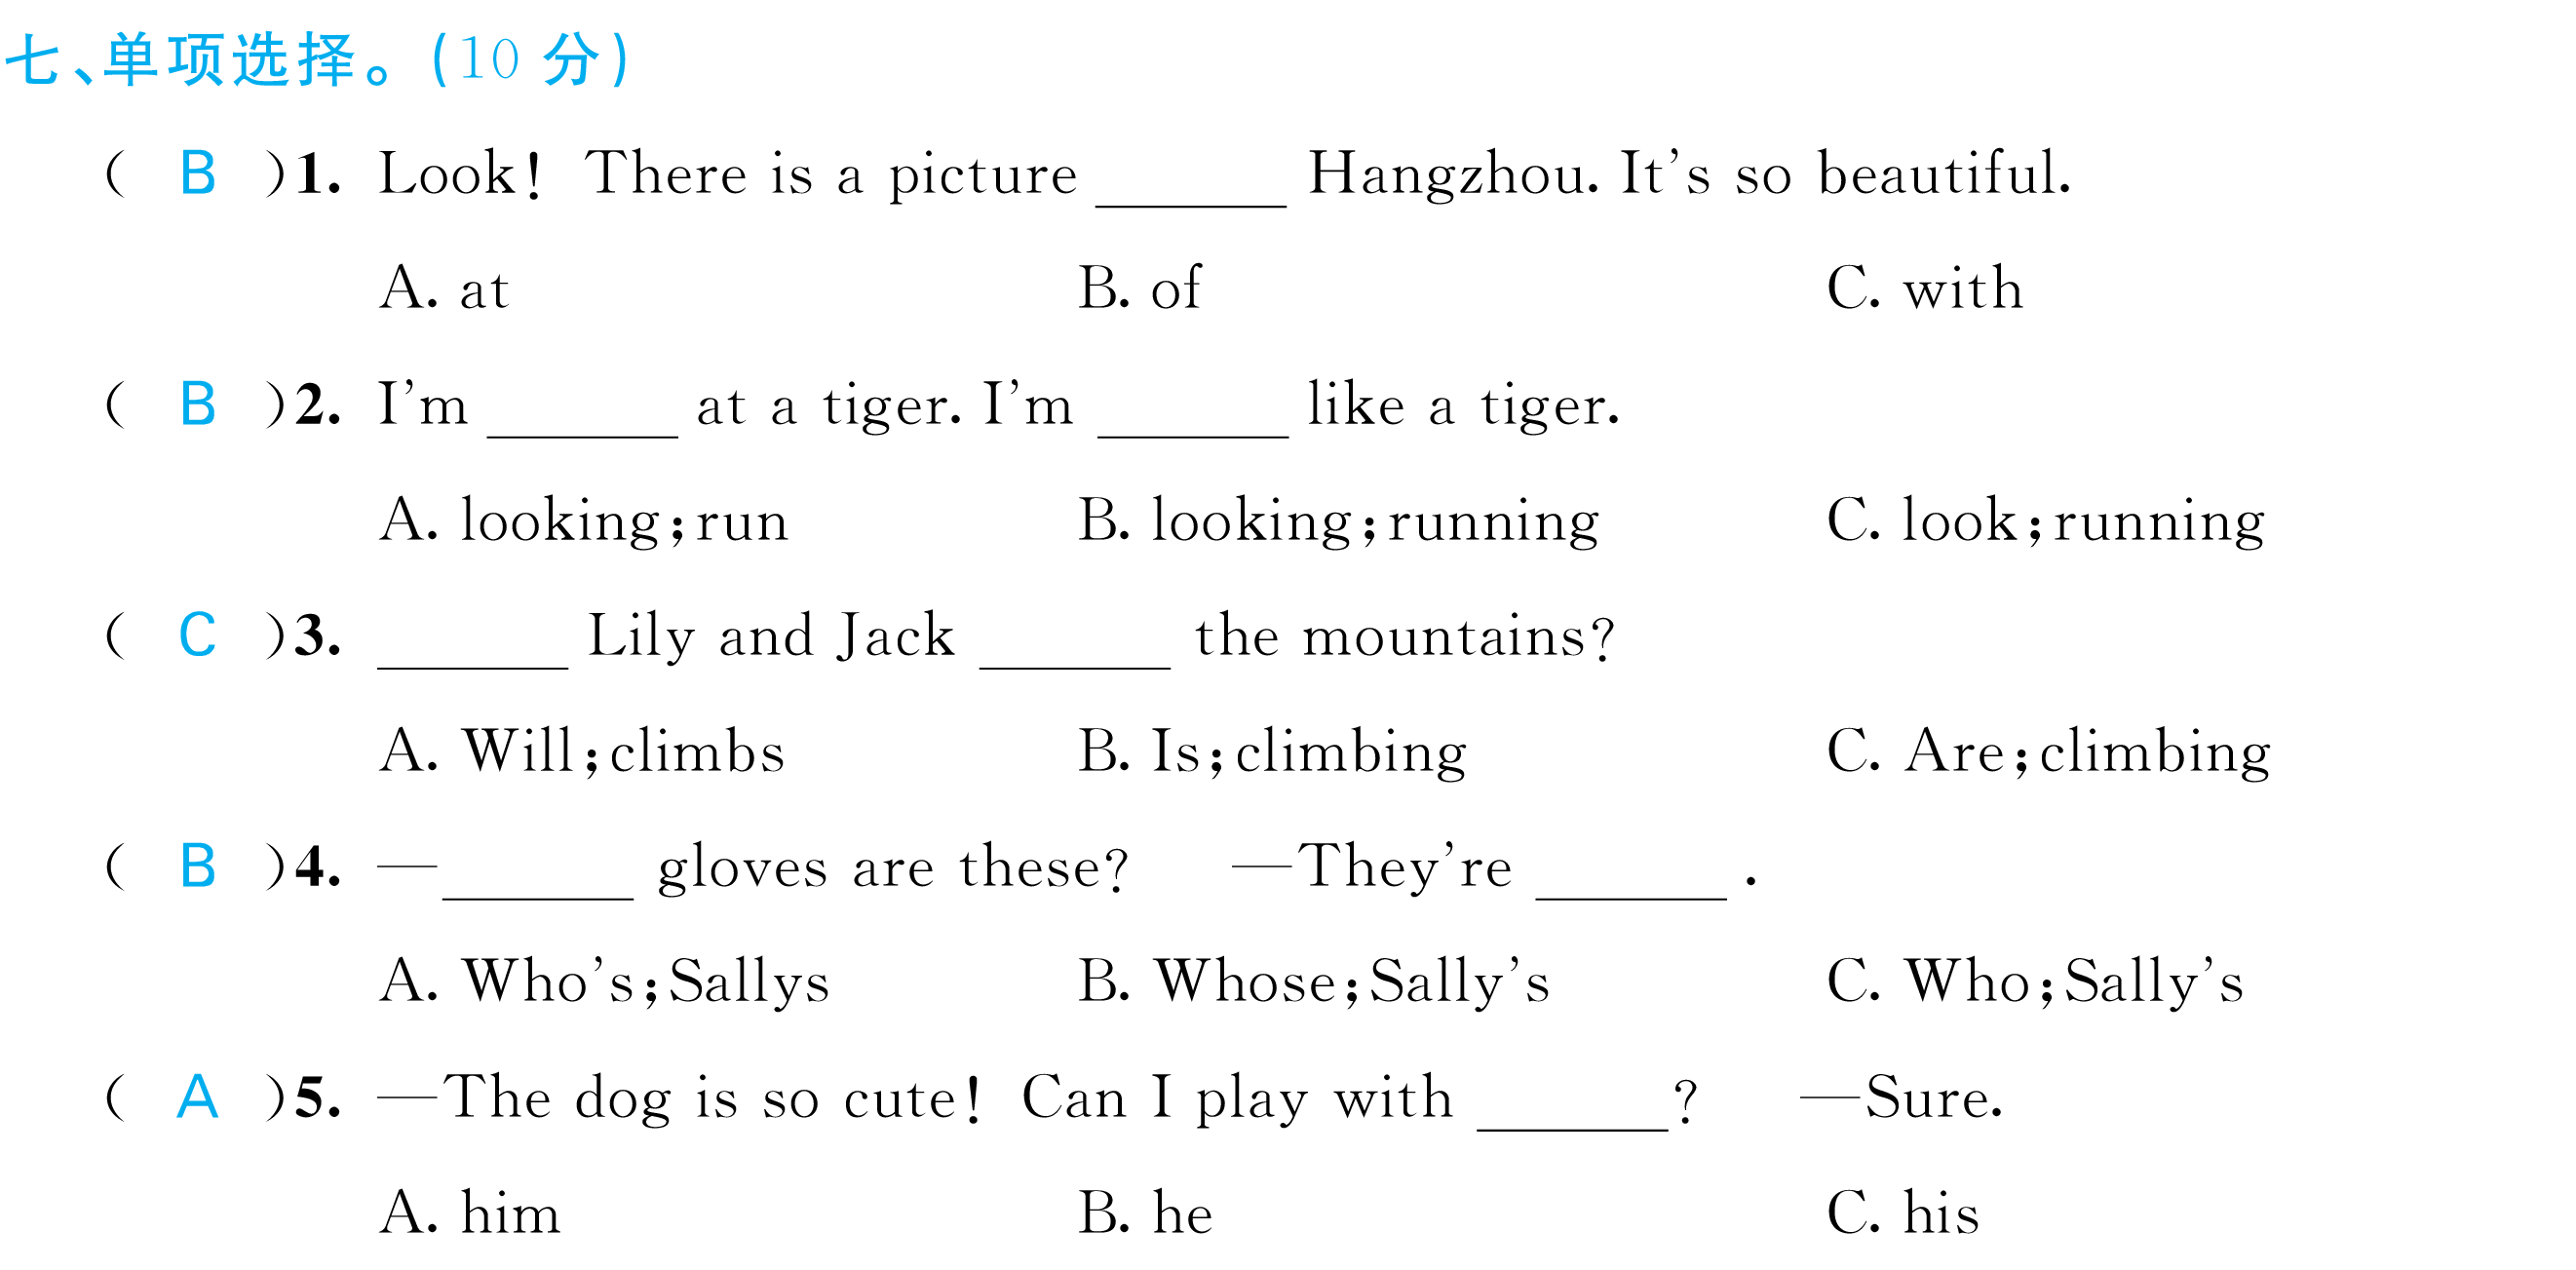 七、单项选择。(10 分)
( B )1. Look! There is a picture ______ Hangzhou. It's so beautiful.
A. at B. of C. with
( B )2. I'm ______ at a tiger. I'm ______ like a tiger.
A. looking;run B. looking;running C. look;running
( C )3. ______ Lily and Jack ______ the mountains?
A. Will;climbs B. Is;climbing C. Are;climbing
( B )4. —______ gloves are these? —They're ______.
A. Who's;Sallys B. Whose;Sally's C. Who;Sally's
( A )5. —The dog is so cute! Can I play with ______? —Sure.
A. him B. he C. his